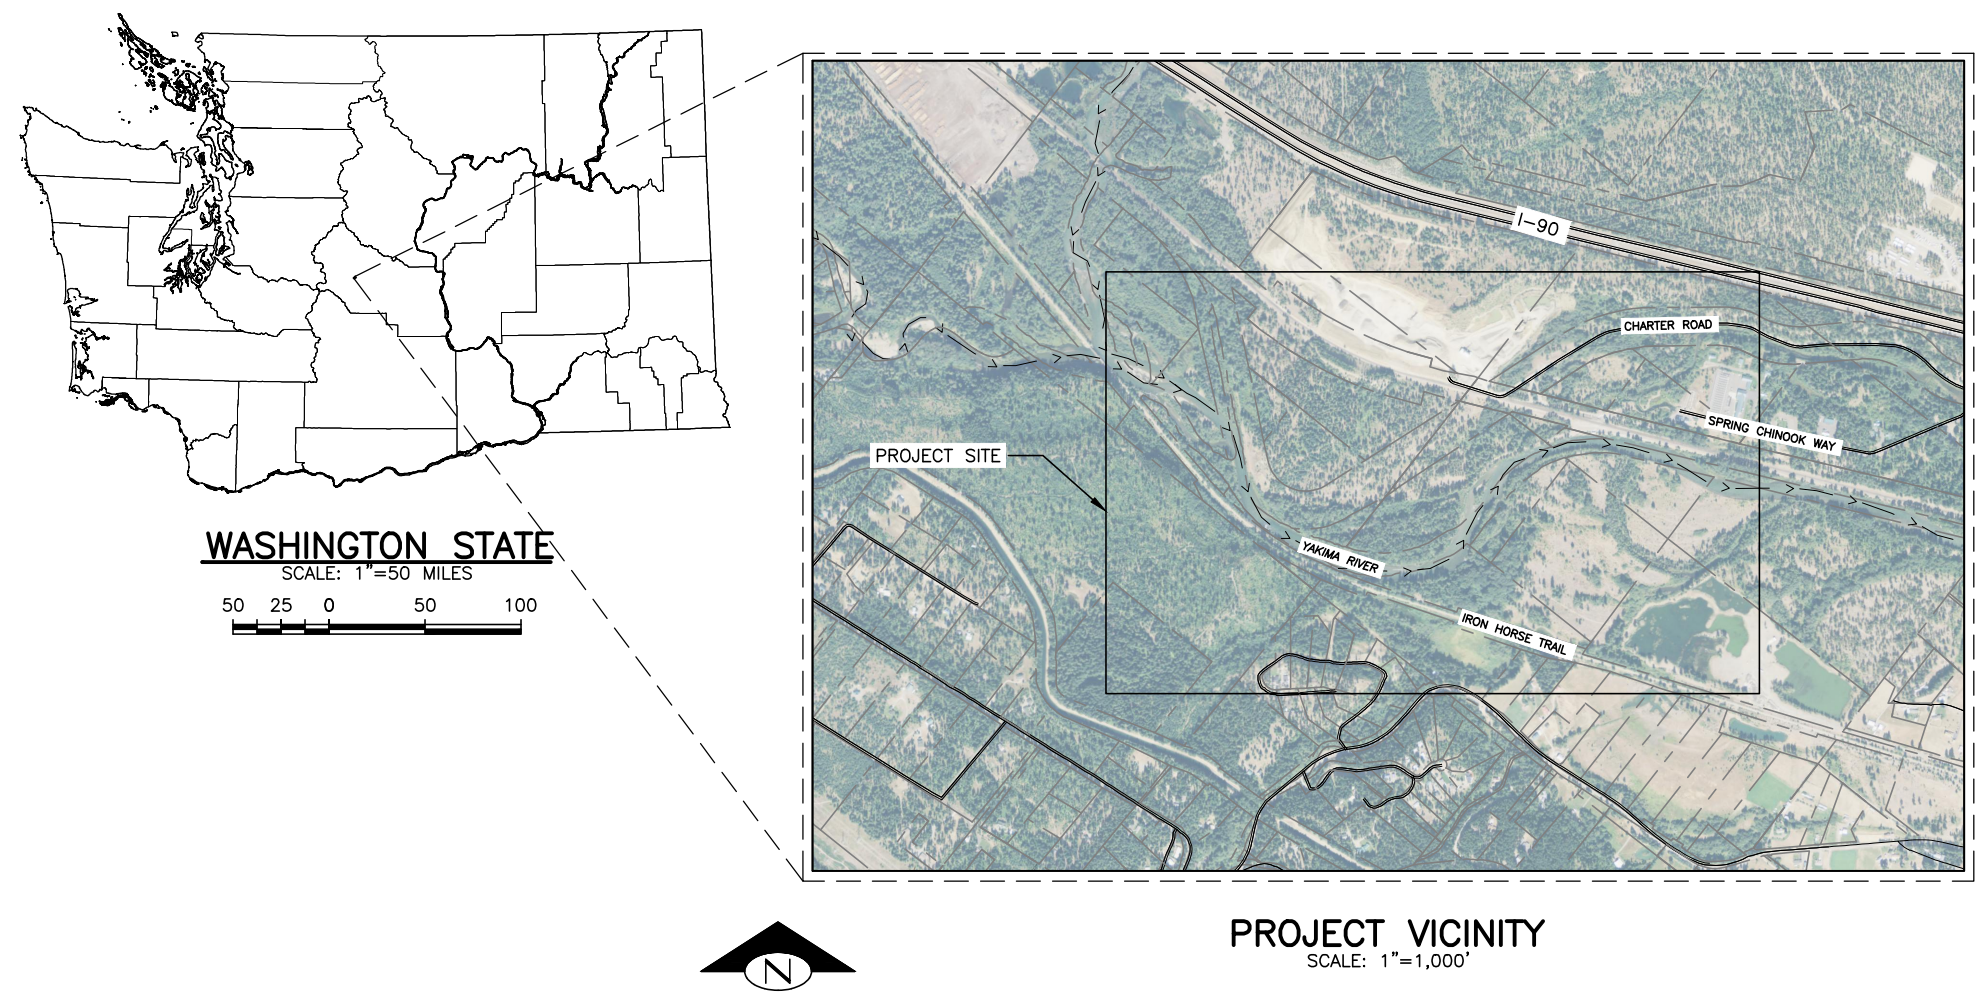 I-90
CHARTER ROAD
SPRING CHINOOK WAY
PROJECT SITE
YAKIMA RIVER
IRON HORSE TRAIL
WASHINGTON STATE
SCALE: 1"=50 MILES
50 25 0 50 100
PROJECT VICINITY
SCALE: 1"=1,000'
N